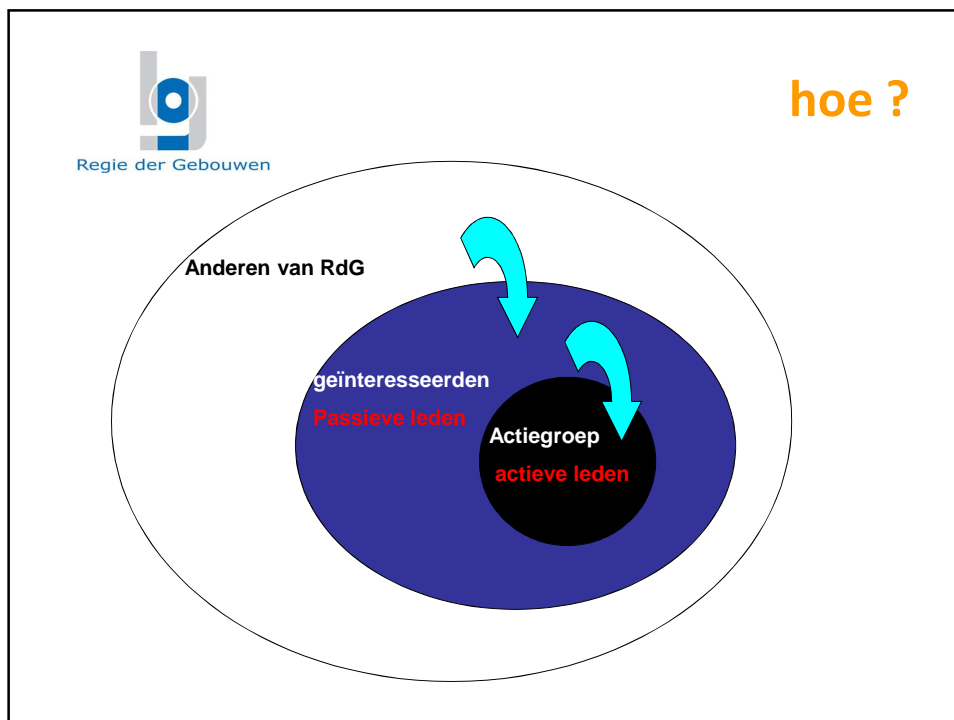 hoe ?
Regie der Gebouwen
Anderen van RdG
geïnteresseerden
Passieve leden
Actiegroep
actieve leden